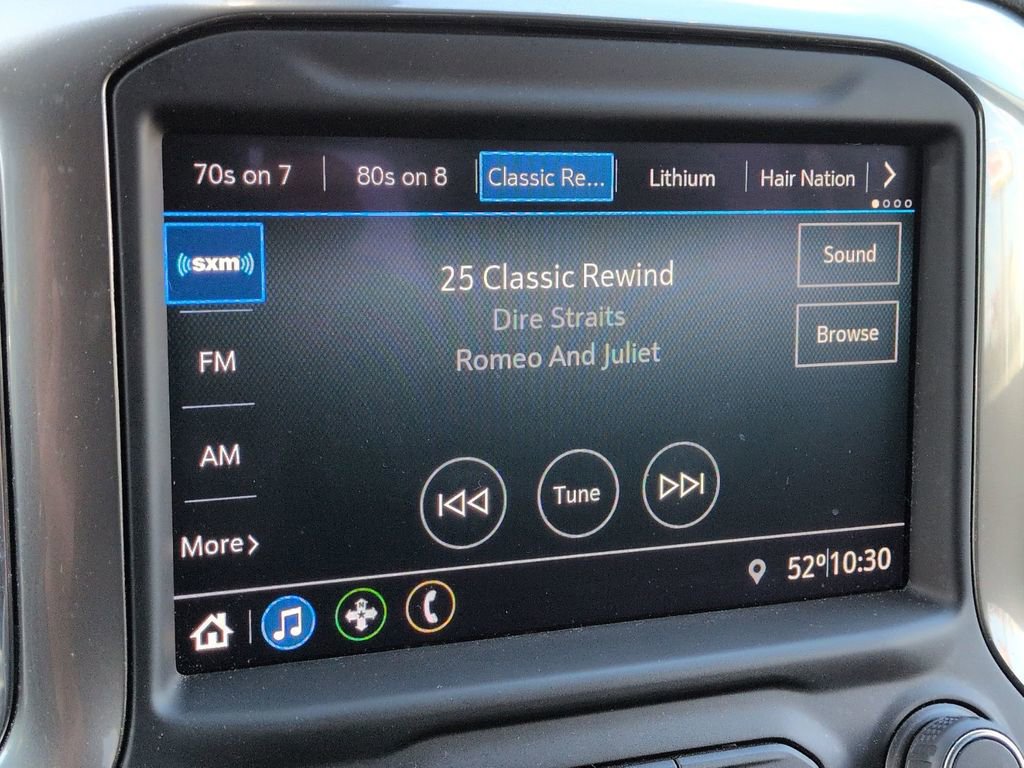 70s on 7
80s on 8
Classic Re...
Lithium
Hair Nation
sxm
Sound
25 Classic Rewind
Dire Straits
Browse
FM
Romeo And Juliet
AM
Tune
More
52° 10:30
N